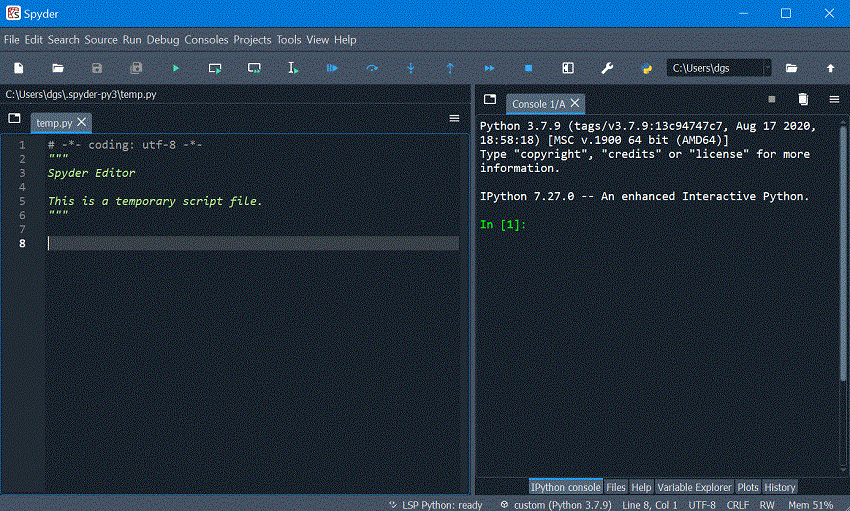 Spyder
File Edit Search Source Run Debug Consoles Projects Tools View Help
C:\Users\dgs
C:\Users\dgs\.spyder-py3\temp.py
temp.py
1 # -*- coding: utf-8 -*-
2 """
3 Spyder Editor
4
5 This is a temporary script file.
6 """
7
8
Console 1/A
Python 3.7.9 (tags/v3.7.9:13c94747c7, Aug 17 2020,
18:58:18) [MSC v.1900 64 bit (AMD64)]
Type "copyright", "credits" or "license" for more
information.
IPython 7.27.0 -- An enhanced Interactive Python.
In [1]:
IPython console Files Help Variable Explorer Plots History
LSP Python: ready custom (Python 3.7.9) Line 8, Col 1 UTF-8 CRLF RW Mem 51%